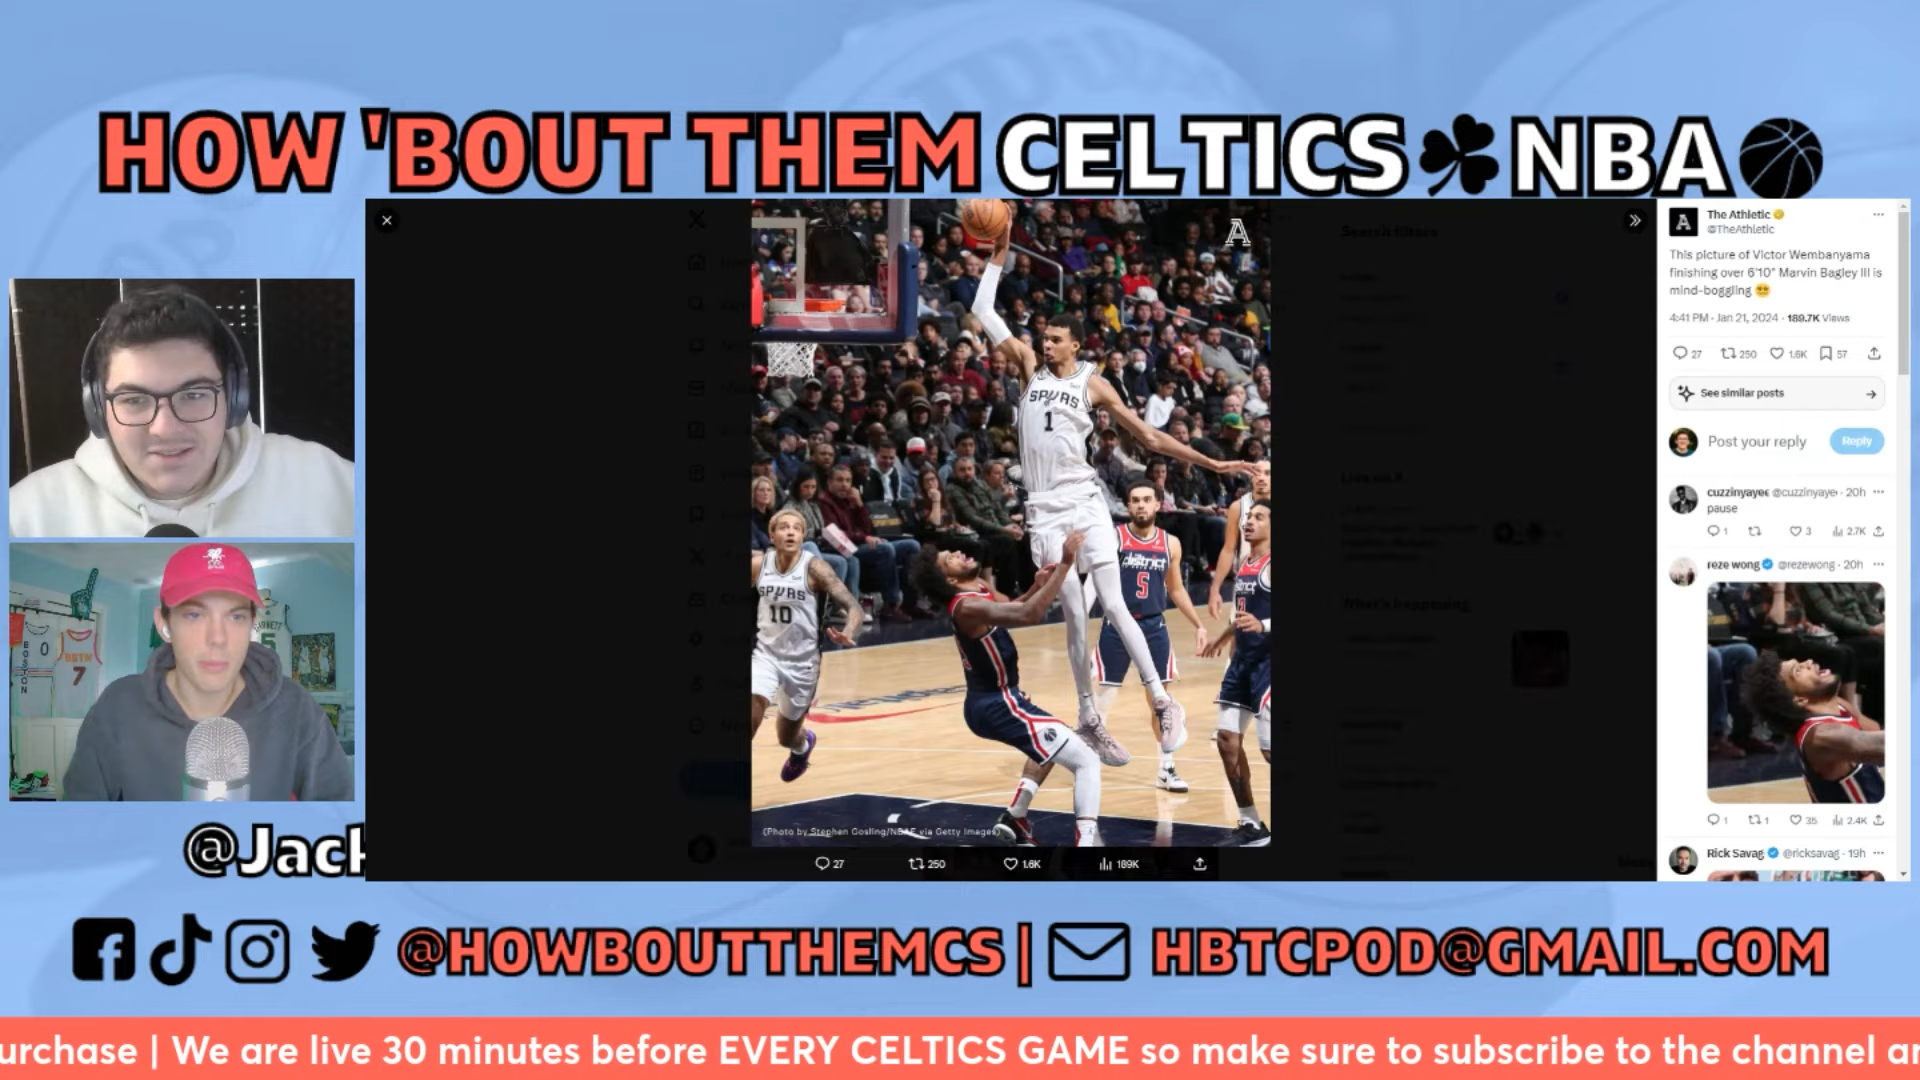 HOW 'BOUT THEM CELTICS NBA
The Athletic
@TheAthletic
This picture of Victor Wembanyama
finishing over 6'10" Marvin Bagley III is
mind-boggling
4:41 PM · Jan 21, 2024 · 189.7K Views
27 250 1.6K 57
See similar posts
Post your reply
Reply
cuzzinyayee @cuzzinyaye · 20h
pause
1 3 2.7K
reze wong @rezewong · 20h
1 1 35 2.4K
Rick Savag @ricksavag · 19h
A
SPURS
1
SPURS
10
district
5
BOSTON
0
BSTN
7
(Photo by Stephen Gosling/NBAE via Getty Images)
27 250 1.6K 189K
@Jack
@HOWBOUTTHEMCS | HBTCPOD@GMAIL.COM
urchase | We are live 30 minutes before EVERY CELTICS GAME so make sure to subscribe to the channel a